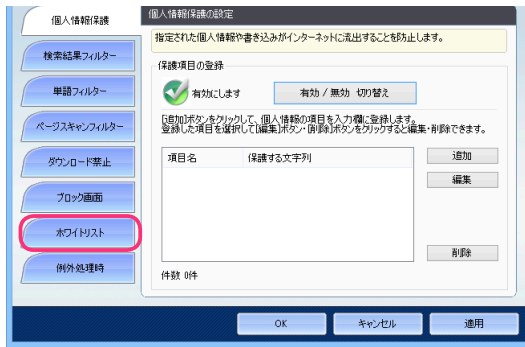 個人情報保護
検索結果フィルター
単語フィルター
ページスキャンフィルター
ダウンロード禁止
ブロック画面
ホワイトリスト
例外処理時
個人情報保護の設定
指定された個人情報や書き込みがインターネットに流出することを防止します。
保護項目の登録
有効にします
有効 / 無効 切り替え
[追加]ボタンをクリックして、個人情報の項目を入力欄に登録します。
登録した項目を選択して[編集]ボタン・[削除]ボタンをクリックすると編集・削除できます。
項目名 保護する文字列
追加
編集
削除
件数 0件
OK キャンセル 適用